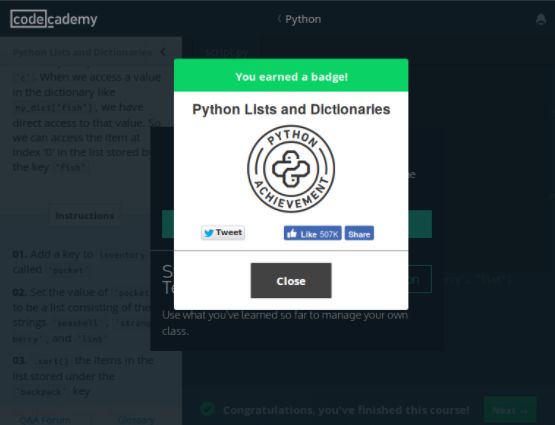 codecademy
Python
Python Lists and Dictionaries
script.py
'c'. When we access a value
in the dictionary like
my_dict["fish"], we have
direct access to that value. So
we can access the item at
index '0' in the list stored by
the key "fish"
Instructions
01. Add a key to inventory
called 'pocket'
02. Set the value of 'pocket'
to be a list consisting of the
strings 'seashell', 'strange
berry', and 'lint'
03. .sort() the items in the
list stored under the
'backpack' key
Q&A Forum
Glossary
You earned a badge!
Python Lists and Dictionaries
PYTHON
ACHIEVEMENT
Tweet
Like 507K
Share
Close
Use what you've learned so far to manage your own
class.
Congratulations, you've finished this course!
Next →